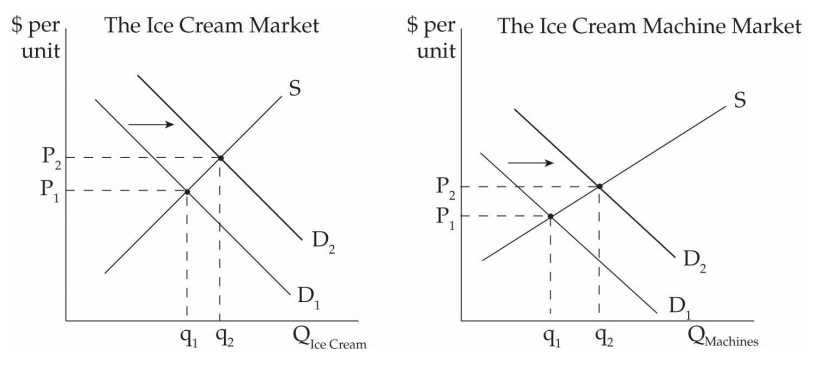 $ per
unit
The Ice Cream Market
S
P2
P1
D2
D1
q1 q2
QIce Cream
$ per
unit
The Ice Cream Machine Market
S
P2
P1
D2
D1
q1 q2
QMachines